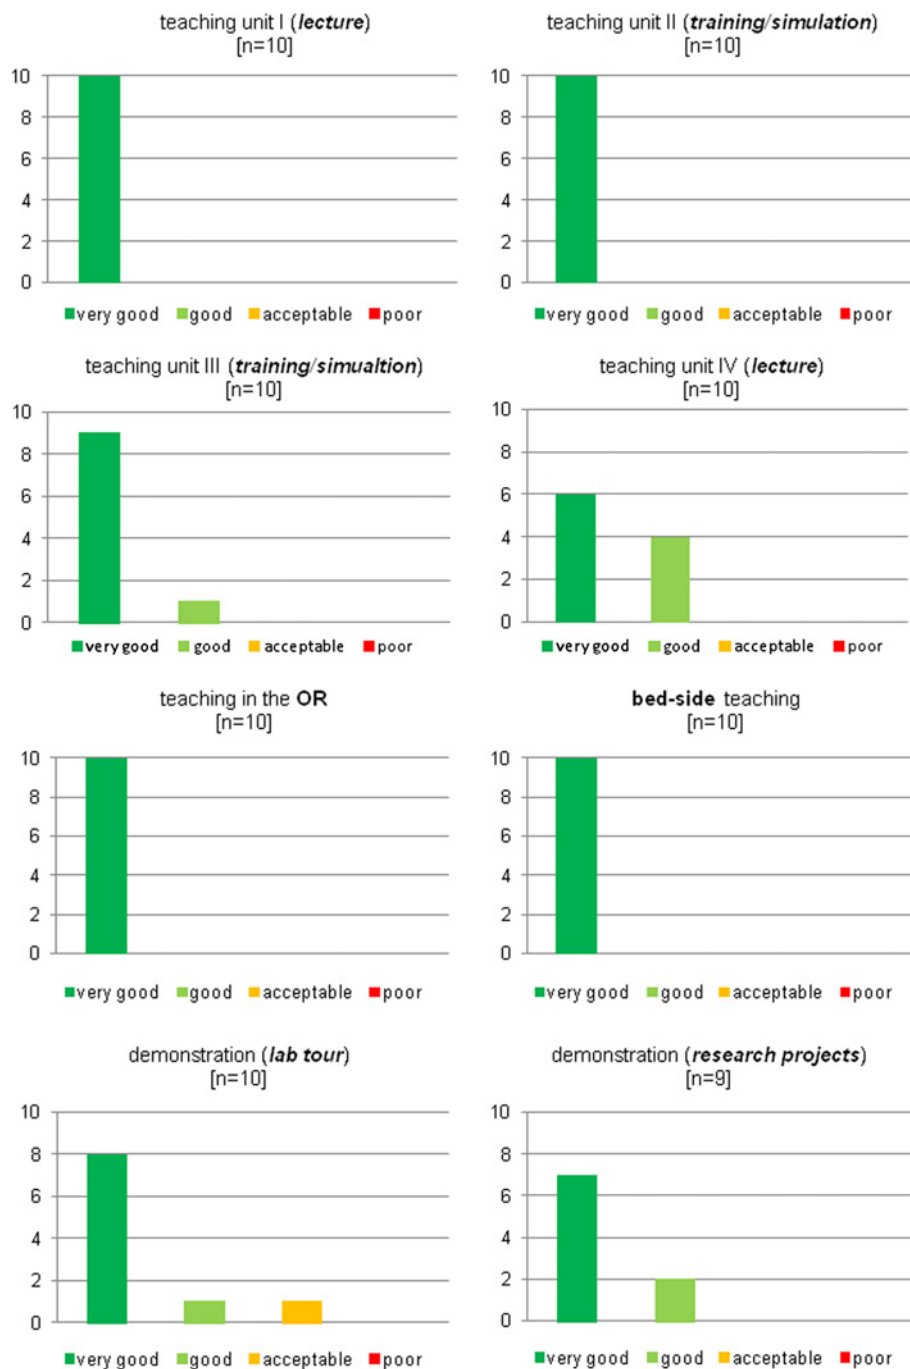 teaching unit I (lecture)
[n=10]
10
8
6
4
2
0
very good good acceptable poor
teaching unit II (training/simulation)
[n=10]
10
8
6
4
2
0
very good good acceptable poor
teaching unit III (training/simualtion)
[n=10]
10
8
6
4
2
0
very good good acceptable poor
teaching unit IV (lecture)
[n=10]
10
8
6
4
2
0
very good good acceptable poor
teaching in the OR
[n=10]
10
8
6
4
2
0
very good good acceptable poor
bed-side teaching
[n=10]
10
8
6
4
2
0
very good good acceptable poor
demonstration (lab tour)
[n=10]
10
8
6
4
2
0
very good good acceptable poor
demonstration (research projects)
[n=9]
10
8
6
4
2
0
very good good acceptable poor